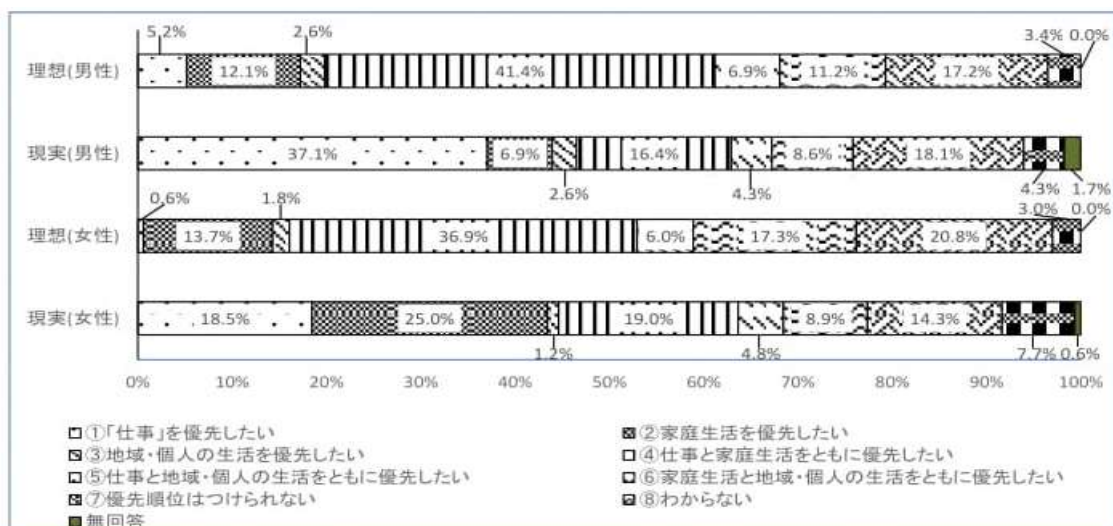 5.2% 2.6% 3.4% 0.0%
理想(男性) 12.1% 41.4% 6.9% 11.2% 17.2%
現実(男性) 37.1% 6.9% 16.4% 8.6% 18.1%
2.6% 4.3% 4.3% 1.7%
0.6% 1.8% 3.0% 0.0%
理想(女性) 13.7% 36.9% 6.0% 17.3% 20.8%
現実(女性) 18.5% 25.0% 19.0% 8.9% 14.3%
1.2% 4.8% 7.7% 0.6%
0% 10% 20% 30% 40% 50% 60% 70% 80% 90% 100%
①「仕事」を優先したい ②家庭生活を優先したい
③地域・個人の生活を優先したい ④仕事と家庭生活をともに優先したい
⑤仕事と地域・個人の生活をともに優先したい ⑥家庭生活と地域・個人の生活をともに優先したい
⑦優先順位はつけられない ⑧わからない
無回答